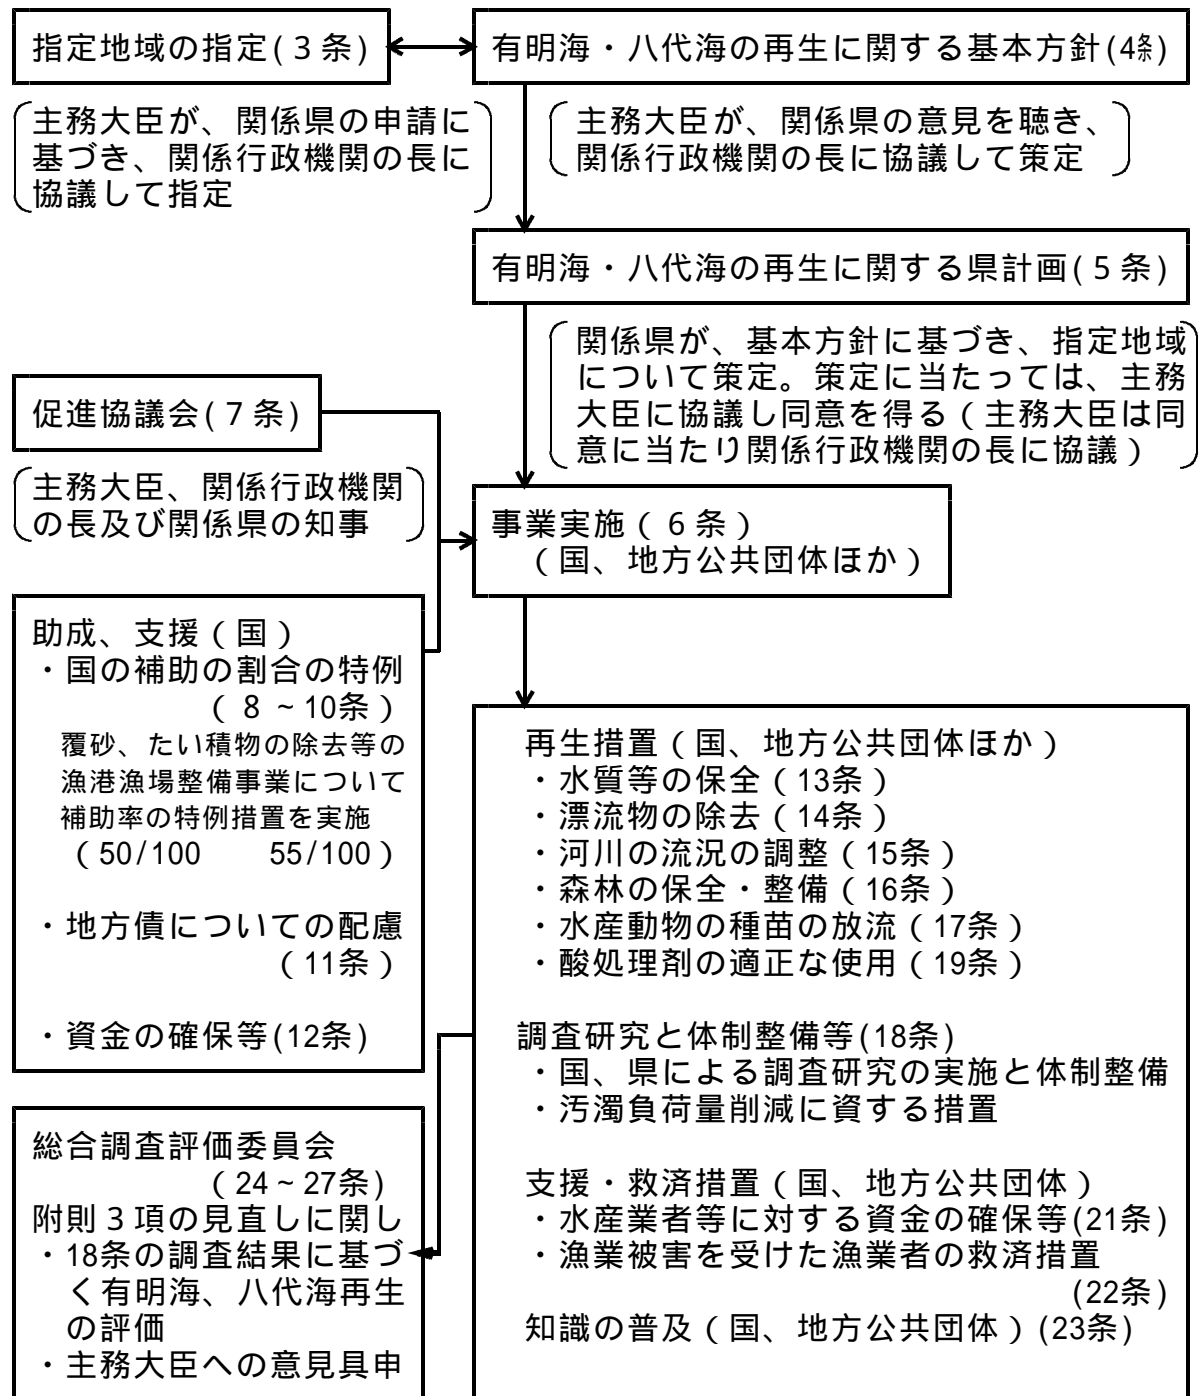 指定地域の指定(3条)
有明海・八代海の再生に関する基本方針(4条)
主務大臣が、関係県の申請に
基づき、関係行政機関の長に
協議して指定
主務大臣が、関係県の意見を聴き、
関係行政機関の長に協議して策定
有明海・八代海の再生に関する県計画(5条)
関係県が、基本方針に基づき、指定地域
について策定。策定に当たっては、主務
大臣に協議し同意を得る(主務大臣は同
意に当たり関係行政機関の長に協議)
促進協議会(7条)
主務大臣、関係行政機関
の長及び関係県の知事
事業実施(6条)
(国、地方公共団体ほか)
助成、支援(国)
・国の補助の割合の特例
(8~10条)
覆砂、たい積物の除去等の
漁港漁場整備事業について
補助率の特例措置を実施
(50/100 55/100)
・地方債についての配慮
(11条)
・資金の確保等(12条)
再生措置(国、地方公共団体ほか)
・水質等の保全(13条)
・漂流物の除去(14条)
・河川の流況の調整(15条)
・森林の保全・整備(16条)
・水産動物の種苗の放流(17条)
・酸処理剤の適正な使用(19条)
調査研究と体制整備等(18条)
・国、県による調査研究の実施と体制整備
・汚濁負荷量削減に資する措置
支援・救済措置(国、地方公共団体)
・水産業者等に対する資金の確保等(21条)
・漁業被害を受けた漁業者の救済措置
(22条)
知識の普及(国、地方公共団体)(23条)
総合調査評価委員会
(24~27条)
附則3項の見直しに関し
・18条の調査結果に基づ
く有明海、八代海再生
の評価
・主務大臣への意見具申